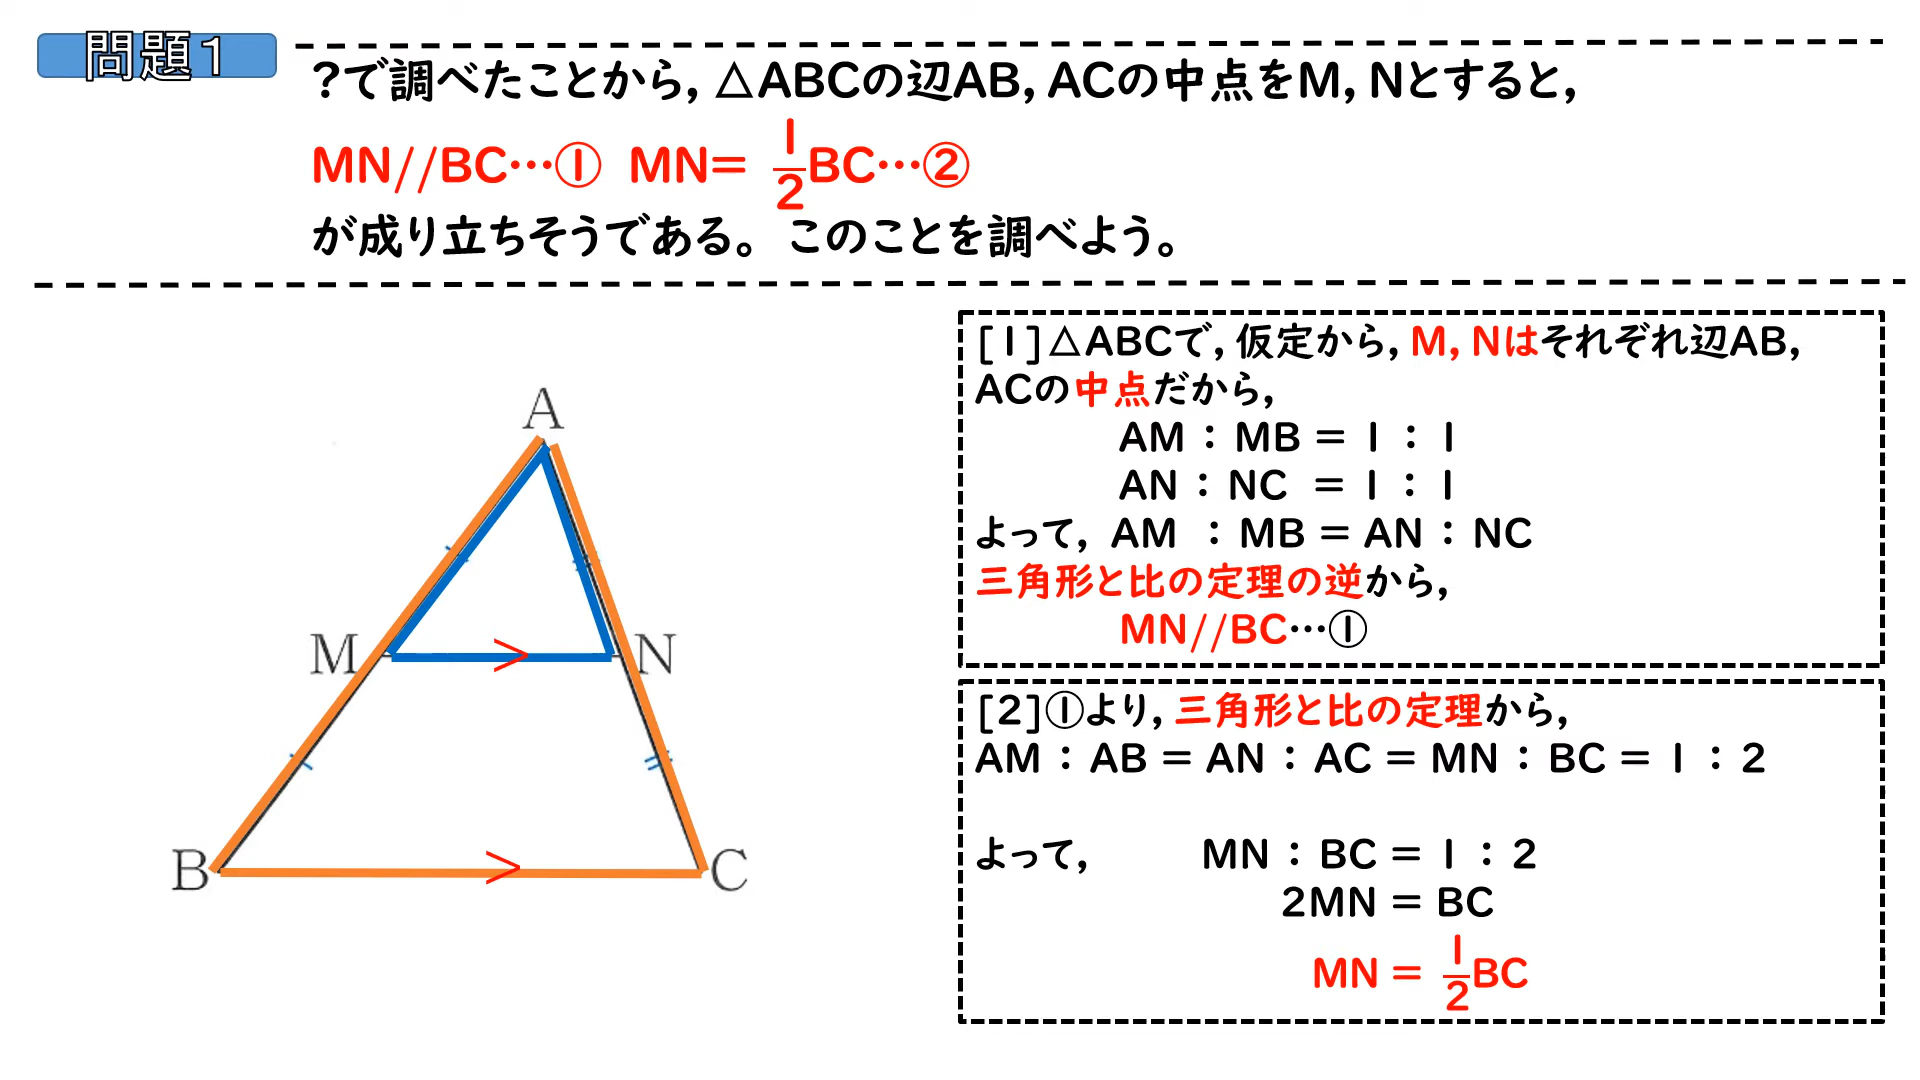 問題1
?で調べたことから, △ABCの辺AB, ACの中点をM, Nとすると,
MN//BC…① MN= 1/2BC…②
が成り立ちそうである。 このことを調べよう。
A
M
N
B
C
[1]△ABCで, 仮定から, M, Nはそれぞれ辺AB,
ACの中点だから,
AM : MB = 1 : 1
AN : NC = 1 : 1
よって, AM : MB = AN : NC
三角形と比の定理の逆から,
MN//BC…①
[2]①より, 三角形と比の定理から,
AM : AB = AN : AC = MN : BC = 1 : 2
よって, MN : BC = 1 : 2
2MN = BC
MN = 1/2BC